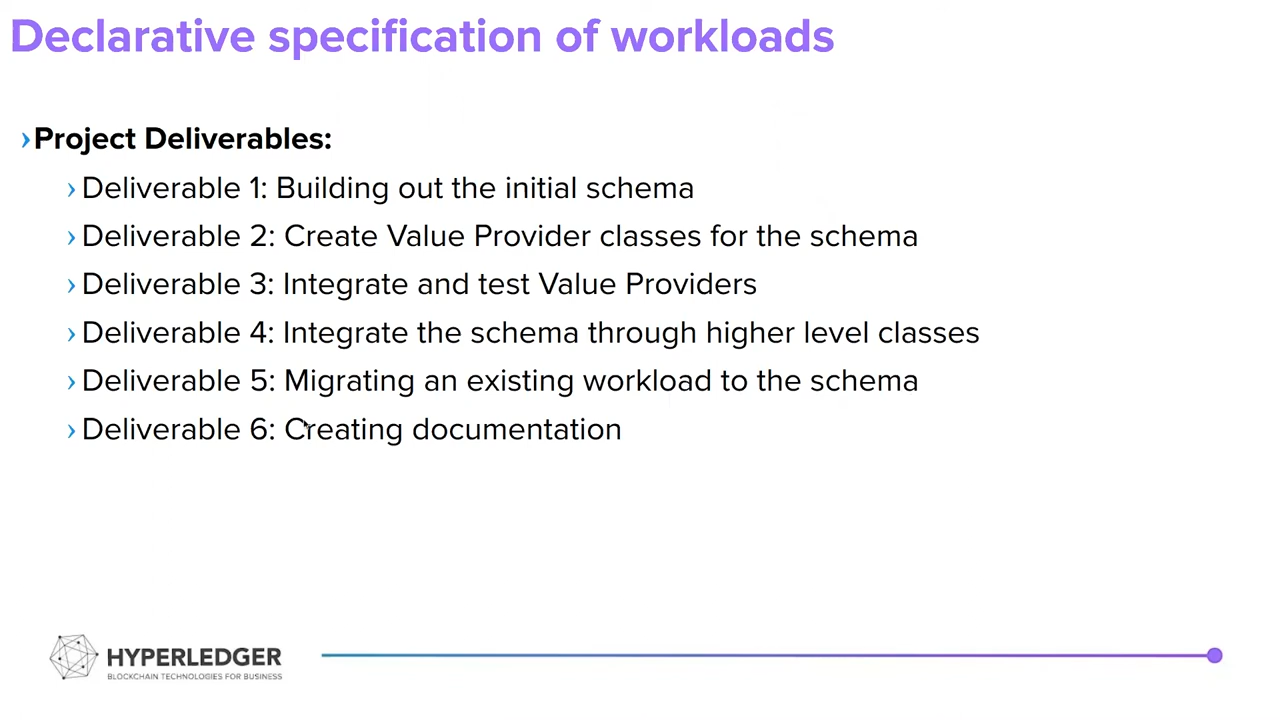 Declarative specification of workloads
›Project Deliverables:
› Deliverable 1: Building out the initial schema
› Deliverable 2: Create Value Provider classes for the schema
› Deliverable 3: Integrate and test Value Providers
› Deliverable 4: Integrate the schema through higher level classes
› Deliverable 5: Migrating an existing workload to the schema
› Deliverable 6: Creating documentation
HYPERLEDGER
BLOCKCHAIN TECHNOLOGIES FOR BUSINESS